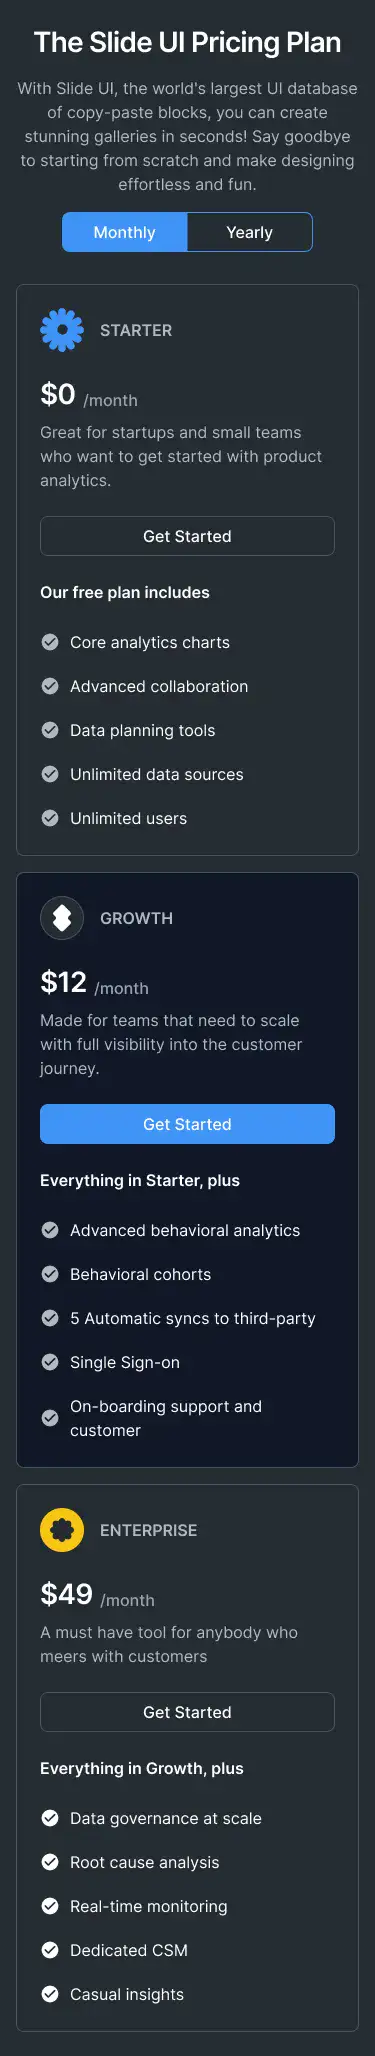 The Slide UI Pricing Plan
With Slide UI, the world's largest UI database
of copy-paste blocks, you can create
stunning galleries in seconds! Say goodbye
to starting from scratch and make designing
effortless and fun.
Monthly Yearly
STARTER
$0 /month
Great for startups and small teams
who want to get started with product
analytics.
Get Started
Our free plan includes
Core analytics charts
Advanced collaboration
Data planning tools
Unlimited data sources
Unlimited users
GROWTH
$12 /month
Made for teams that need to scale
with full visibility into the customer
journey.
Get Started
Everything in Starter, plus
Advanced behavioral analytics
Behavioral cohorts
5 Automatic syncs to third-party
Single Sign-on
On-boarding support and
customer
ENTERPRISE
$49 /month
A must have tool for anybody who
meers with customers
Get Started
Everything in Growth, plus
Data governance at scale
Root cause analysis
Real-time monitoring
Dedicated CSM
Casual insights